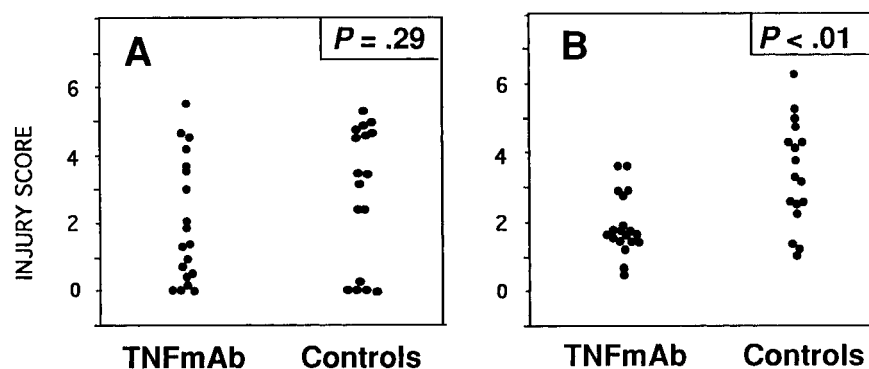 A
P = .29
B
P < .01
INJURY SCORE
6
4
2
0
6
4
2
0
TNFmAb Controls
TNFmAb Controls